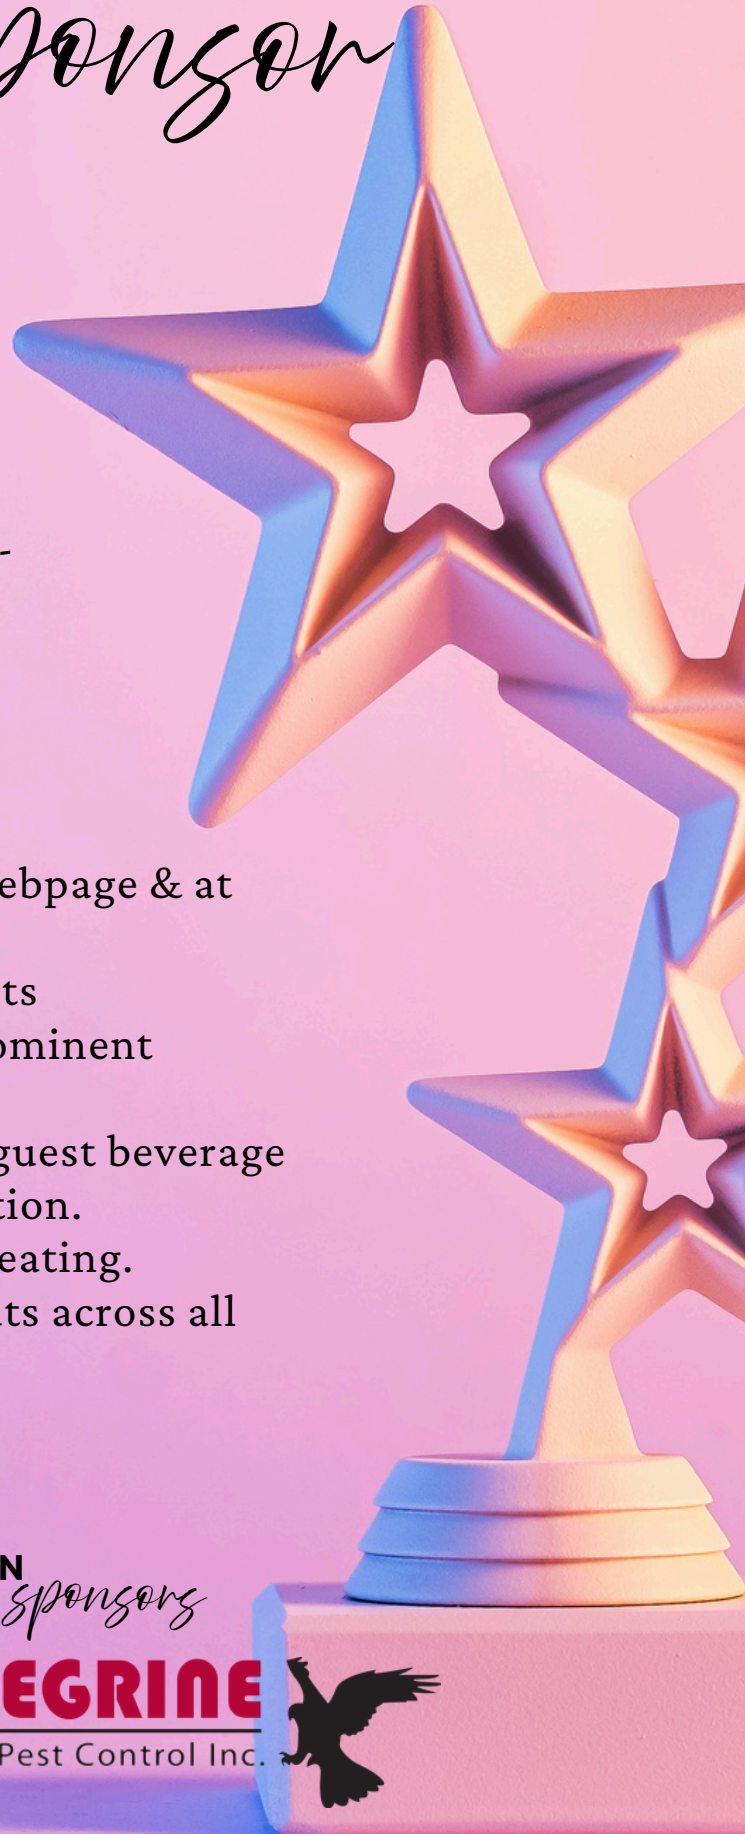 ponsor
ebpage & at
ts
ominent
guest beverage
tion.
eating.
ts across all
N
sponsors
EGRINE
Pest Control Inc.